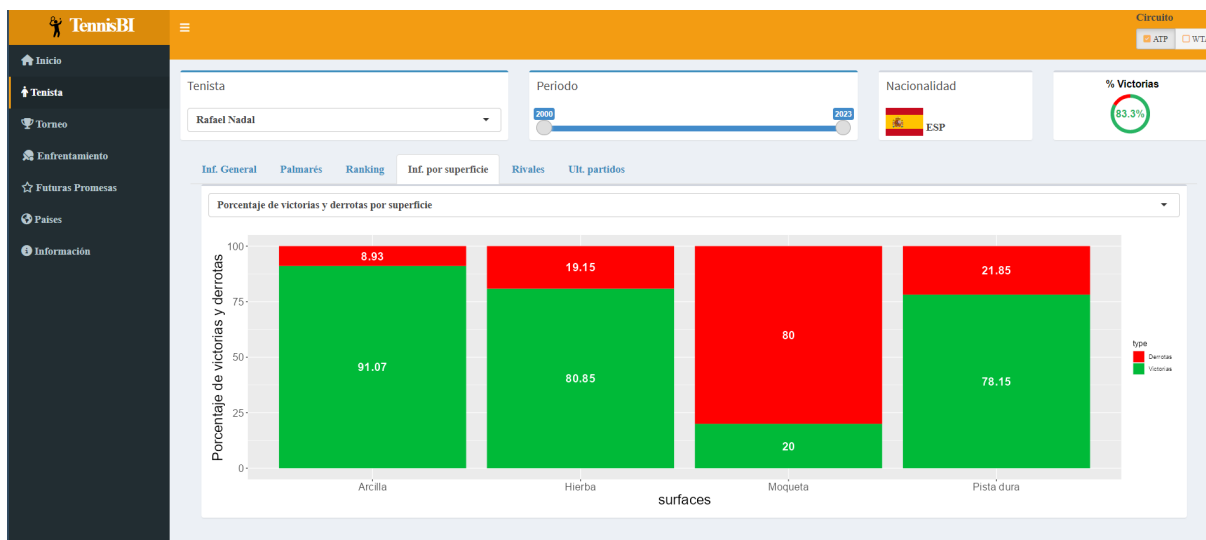 TennisBI
Circuito
ATP
WTA
Inicio
Tenista
Torneo
Enfrentamiento
Futuras Promesas
Paises
Información
Tenista
Rafael Nadal
Periodo
2000
2023
Nacionalidad
ESP
% Victorias
83.3%
Inf. General
Palmarés
Ranking
Inf. por superficie
Rivales
Ult. partidos
Porcentaje de victorias y derrotas por superficie
Porcentaje de victorias y derrotas
100
75
50
25
0
8.93
91.07
19.15
80.85
80
20
21.85
78.15
Arcilla
Hierba
Moqueta
Pista dura
surfaces
type
Derrotas
Victorias